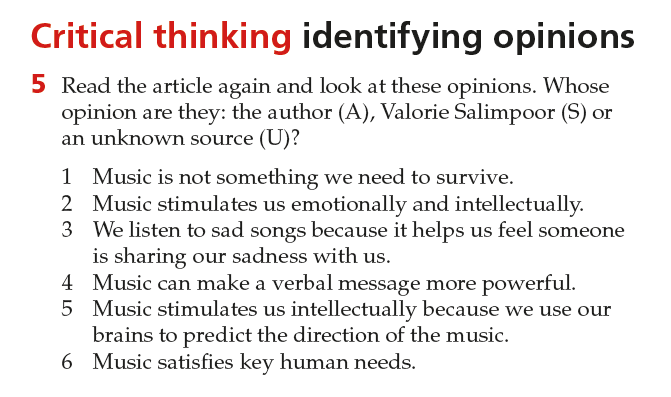 Critical thinking identifying opinions
5 Read the article again and look at these opinions. Whose
opinion are they: the author (A), Valorie Salimpoor (S) or
an unknown source (U)?
1 Music is not something we need to survive.
2 Music stimulates us emotionally and intellectually.
3 We listen to sad songs because it helps us feel someone
is sharing our sadness with us.
4 Music can make a verbal message more powerful.
5 Music stimulates us intellectually because we use our
brains to predict the direction of the music.
6 Music satisfies key human needs.